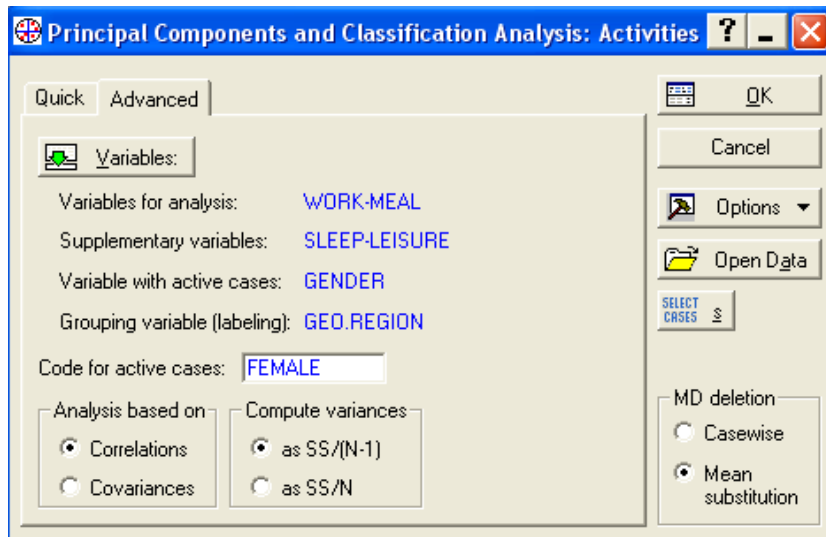 Principal Components and Classification Analysis: Activities ?
Quick Advanced
Variables:
Variables for analysis: WORK-MEAL
Supplementary variables: SLEEP-LEISURE
Variable with active cases: GENDER
Grouping variable (labeling): GEO.REGION
Code for active cases: FEMALE
Analysis based on
Correlations
Covariances
Compute variances
as SS/(N-1)
as SS/N
OK
Cancel
Options
Open Data
SELECT
CASES S
MD deletion
Casewise
Mean
substitution